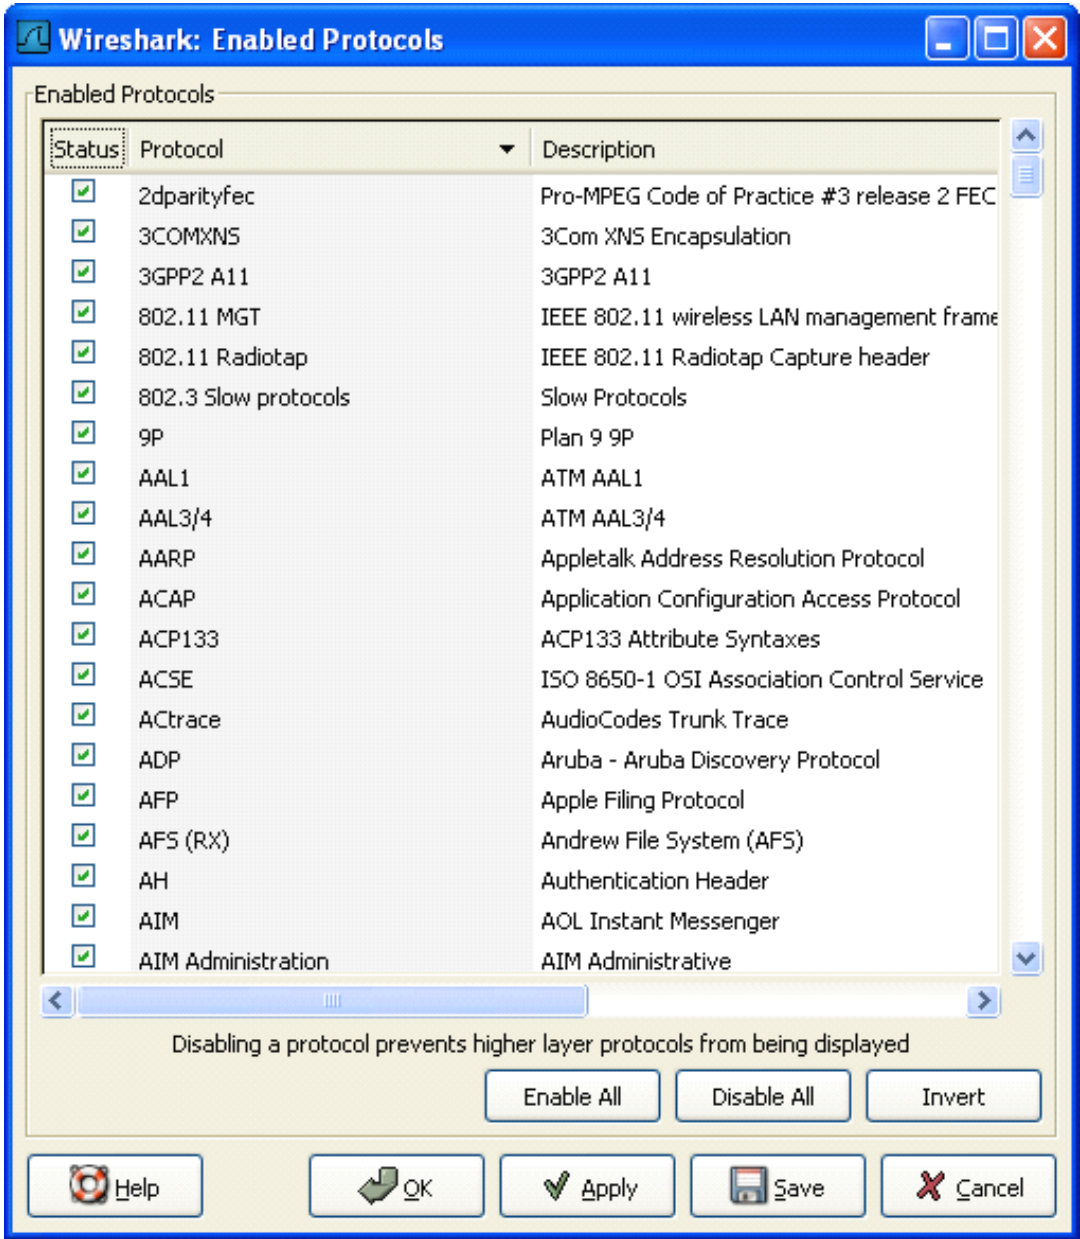 Wireshark: Enabled Protocols
Enabled Protocols
Status Protocol Description
2dparityfec Pro-MPEG Code of Practice #3 release 2 FEC
3COMXNS 3Com XNS Encapsulation
3GPP2 A11 3GPP2 A11
802.11 MGT IEEE 802.11 wireless LAN management frame
802.11 Radiotap IEEE 802.11 Radiotap Capture header
802.3 Slow protocols Slow Protocols
9P Plan 9 9P
AAL1 ATM AAL1
AAL3/4 ATM AAL3/4
AARP Appletalk Address Resolution Protocol
ACAP Application Configuration Access Protocol
ACP133 ACP133 Attribute Syntaxes
ACSE ISO 8650-1 OSI Association Control Service
ACtrace AudioCodes Trunk Trace
ADP Aruba - Aruba Discovery Protocol
AFP Apple Filing Protocol
AFS (RX) Andrew File System (AFS)
AH Authentication Header
AIM AOL Instant Messenger
AIM Administration AIM Administrative
Disabling a protocol prevents higher layer protocols from being displayed
Enable All Disable All Invert
Help OK Apply Save Cancel